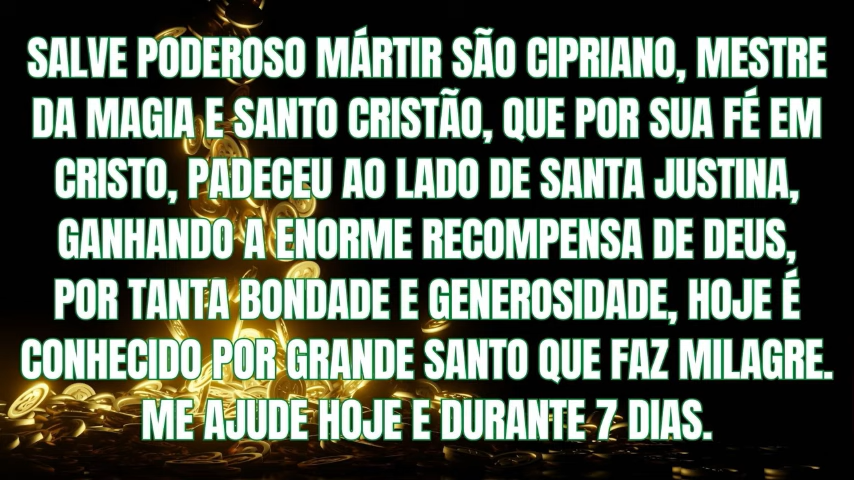 SALVE PODEROSO MÁRTIR SÃO CIPRIANO, MESTRE
DA MAGIA E SANTO CRISTÃO, QUE POR SUA FÉ EM
CRISTO, PADECEU AO LADO DE SANTA JUSTINA,
GANHANDO A ENORME RECOMPENSA DE DEUS,
POR TANTA BONDADE E GENEROSIDADE, HOJE É
CONHECIDO POR GRANDE SANTO QUE FAZ MILAGRE.
ME AJUDE HOJE E DURANTE 7 DIAS.